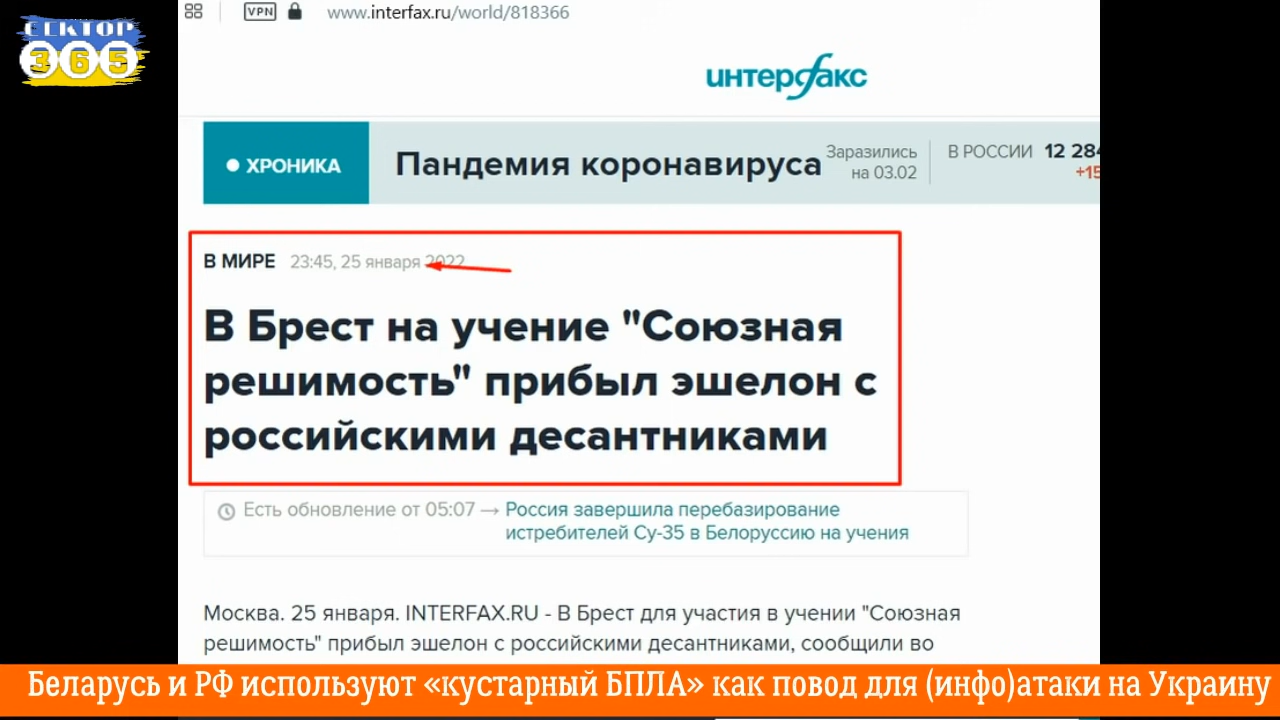 СЕКТОР
365
VPN www.interfax.ru/world/818366
интерфакс
ХРОНИКА
Пандемия коронавируса
Заразились
на 03.02
В РОССИИ 12 284
+15
В МИРЕ 23:45, 25 января 2022
В Брест на учение "Союзная
решимость" прибыл эшелон с
российскими десантниками
Есть обновление от 05:07 → Россия завершила перебазирование
истребителей Су-35 в Белоруссию на учения
Москва. 25 января. INTERFAX.RU - В Брест для участия в учении "Союзная
решимость" прибыл эшелон с российскими десантниками, сообщили во
Беларусь и РФ используют «кустарный БПЛА» как повод для (инфо)атаки на Украину